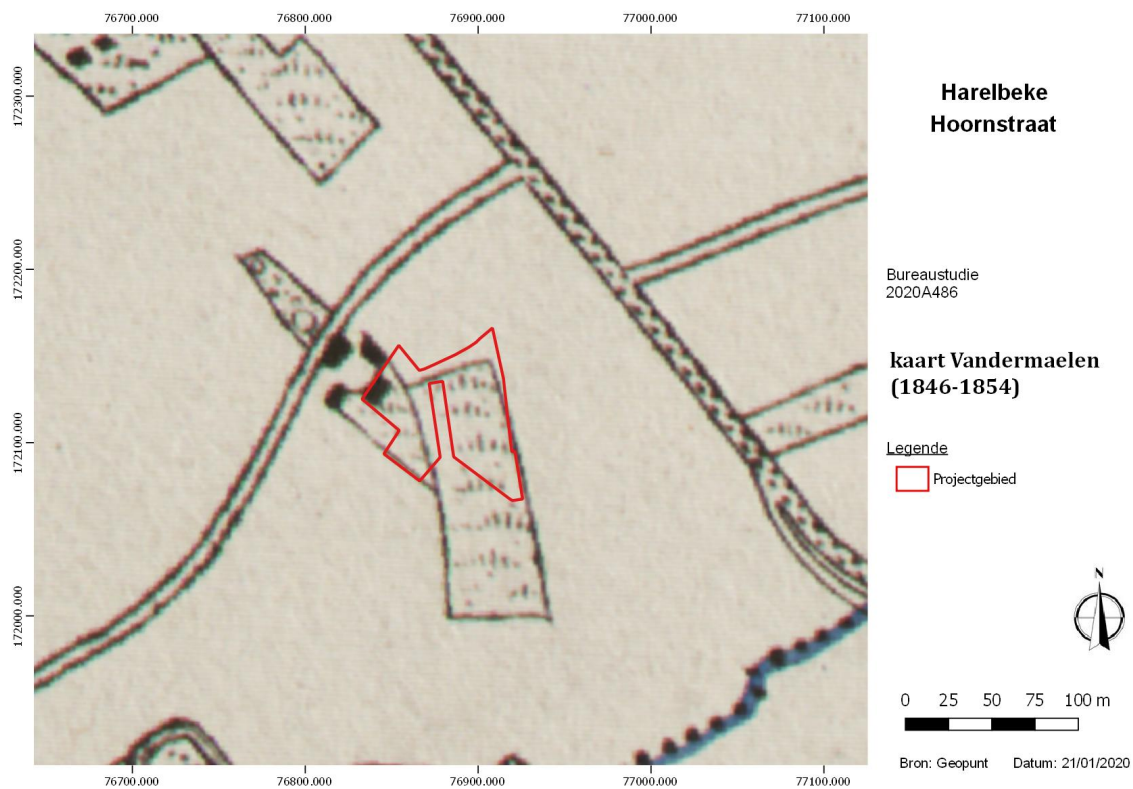 76700.000 76800.000 76900.000 77000.000 77100.000
172300.000
172200.000
172100.000
172000.000
76700.000 76800.000 76900.000 77000.000 77100.000
Harelbeke
Hoornstraat
Bureaustudie
2020A486
kaart Vandermaelen
(1846-1854)
Legende
Projectgebied
N
0 25 50 75 100 m
Bron: Geopunt Datum: 21/01/2020